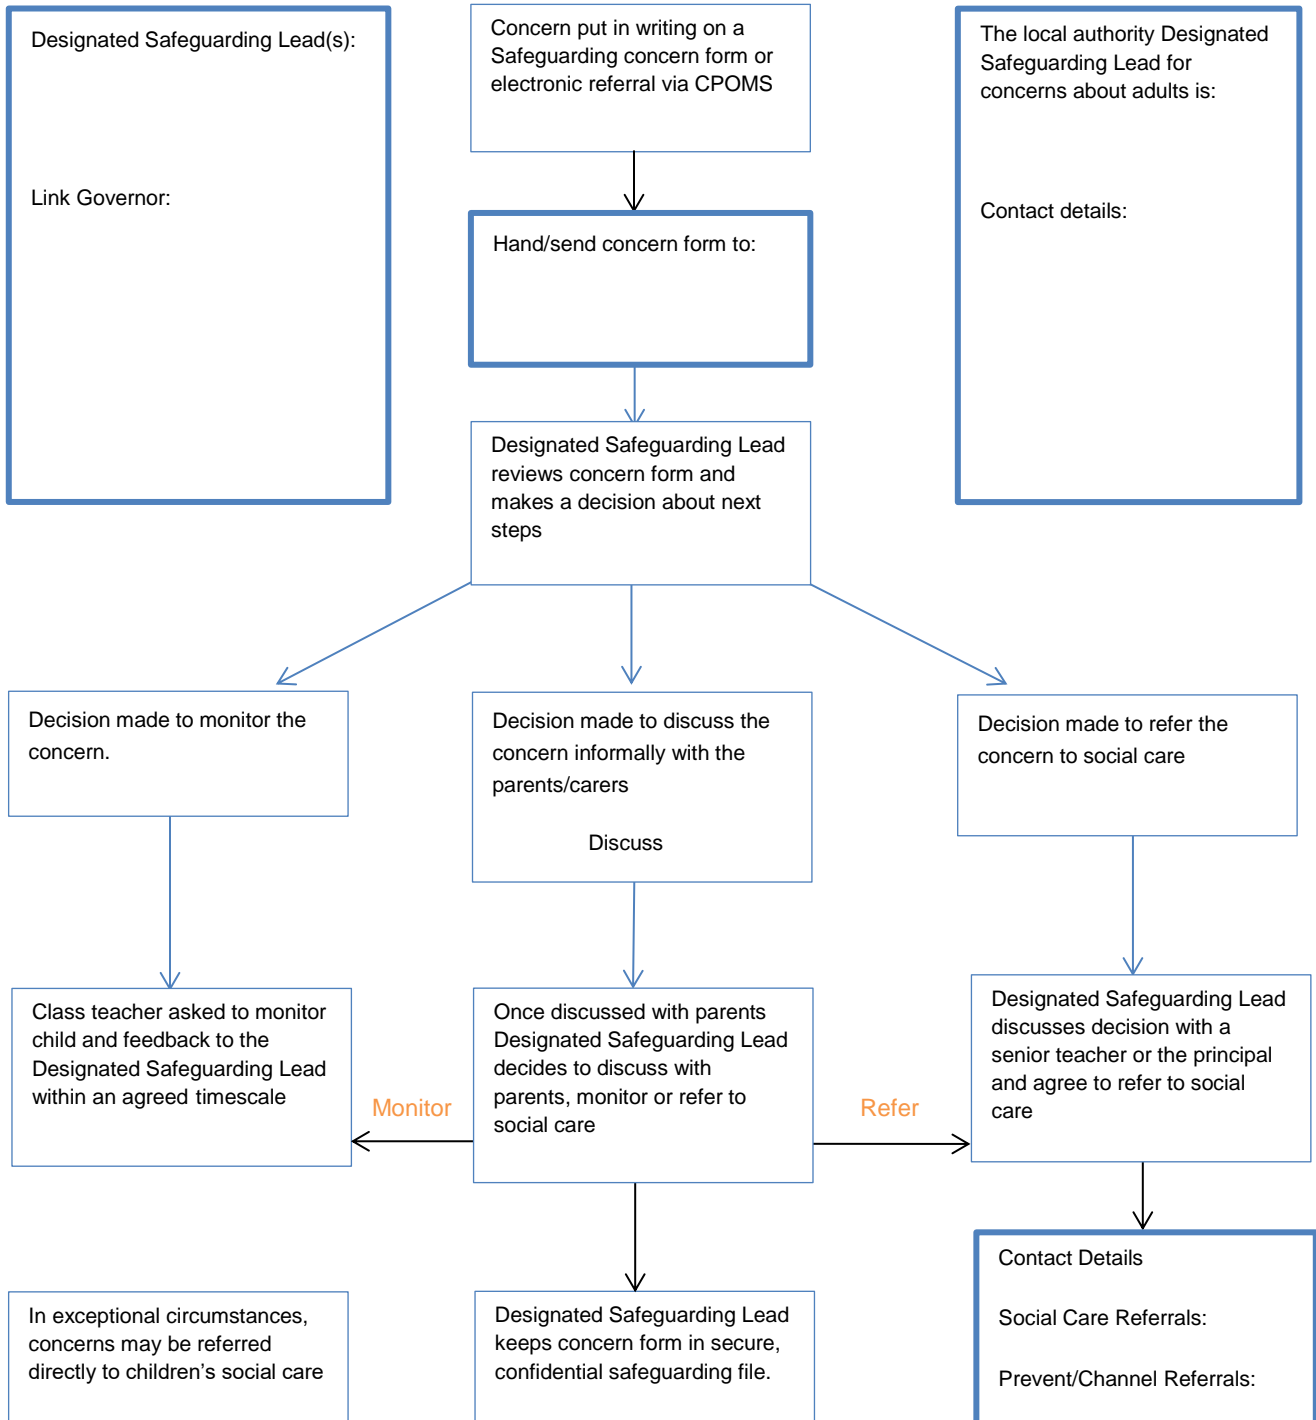 Designated Safeguarding Lead(s):
Link Governor:
Concern put in writing on a
Safeguarding concern form or
electronic referral via CPOMS
The local authority Designated
Safeguarding Lead for
concerns about adults is:
Contact details:
Hand/send concern form to:
Designated Safeguarding Lead
reviews concern form and
makes a decision about next
steps
Decision made to monitor the
concern.
Decision made to discuss the
concern informally with the
parents/carers
Discuss
Decision made to refer the
concern to social care
Class teacher asked to monitor
child and feedback to the
Designated Safeguarding Lead
within an agreed timescale
Monitor
Once discussed with parents
Designated Safeguarding Lead
decides to discuss with
parents, monitor or refer to
social care
Refer
Designated Safeguarding Lead
discusses decision with a
senior teacher or the principal
and agree to refer to social
care
In exceptional circumstances,
concerns may be referred
directly to children’s social care
Designated Safeguarding Lead
keeps concern form in secure,
confidential safeguarding file.
Contact Details
Social Care Referrals:
Prevent/Channel Referrals: